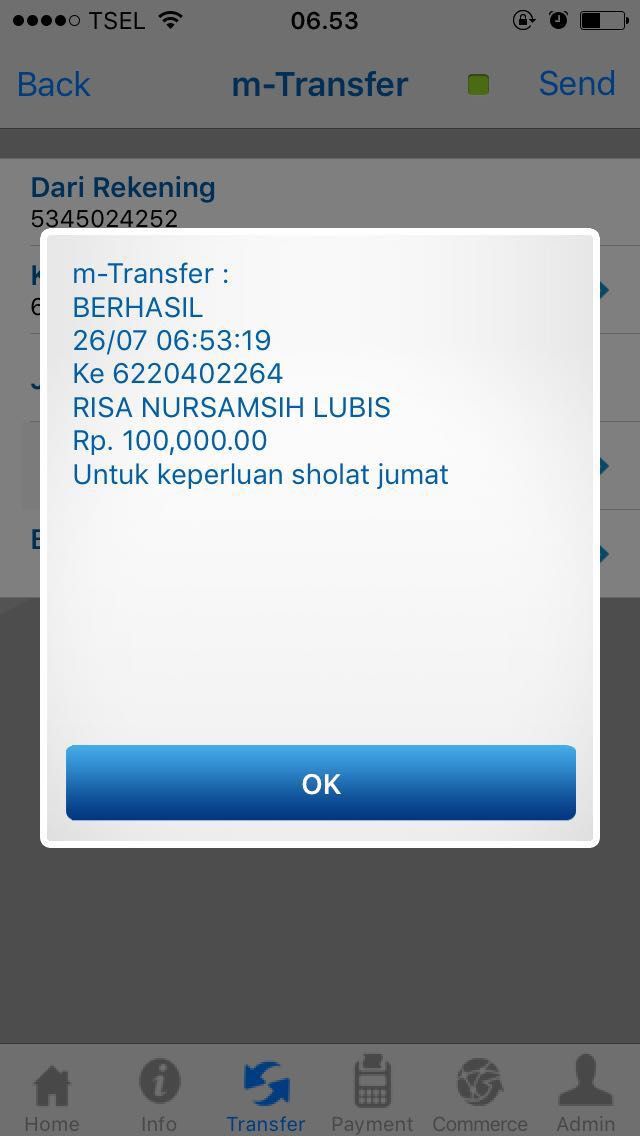 TSEL 06.53
Back m-Transfer Send
Dari Rekening
5345024252
m-Transfer :
BERHASIL
26/07 06:53:19
Ke 6220402264
RISA NURSAMSIH LUBIS
Rp. 100,000.00
Untuk keperluan sholat jumat
OK
Home Info Transfer Payment Commerce Admin